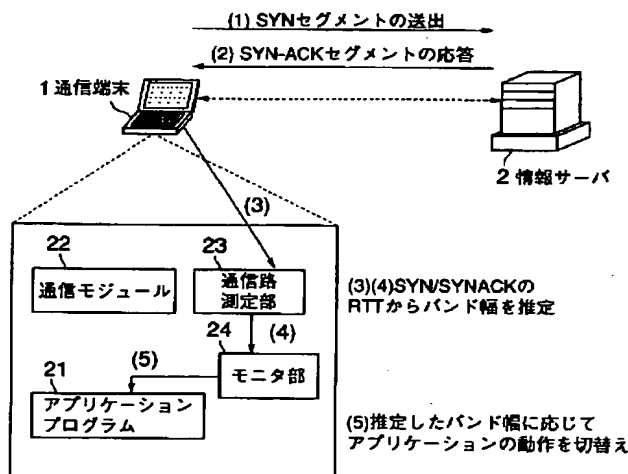 (1) SYNセグメントの送出
(2) SYN-ACKセグメントの応答
1 通信端末
2 情報サーバ
(3)
22
通信モジュール
23
通信路
測定部
(3)(4)SYN/SYNACKの
RTTからバンド幅を推定
24
(4)
モニタ部
(5)
21
アプリケーション
プログラム
(5)推定したバンド幅に応じて
アプリケーションの動作を切替え